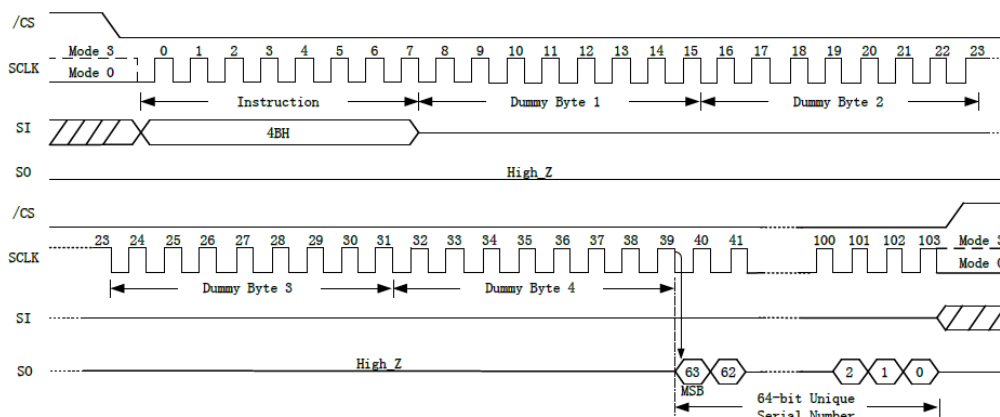 /CS
Mode 3 0 1 2 3 4 5 6 7 8 9 10 11 12 13 14 15 16 17 18 19 20 21 22 23
SCLK
Mode 0
Instruction Dummy Byte 1 Dummy Byte 2
SI 4BH
SO High_Z
/CS
23 24 25 26 27 28 29 30 31 32 33 34 35 36 37 38 39 40 41 100 101 102 103 Mode 3
SCLK
Mode 0
Dummy Byte 3 Dummy Byte 4
SI
SO High_Z 63 62 2 1 0
MSB
64-bit Unique
Serial Number